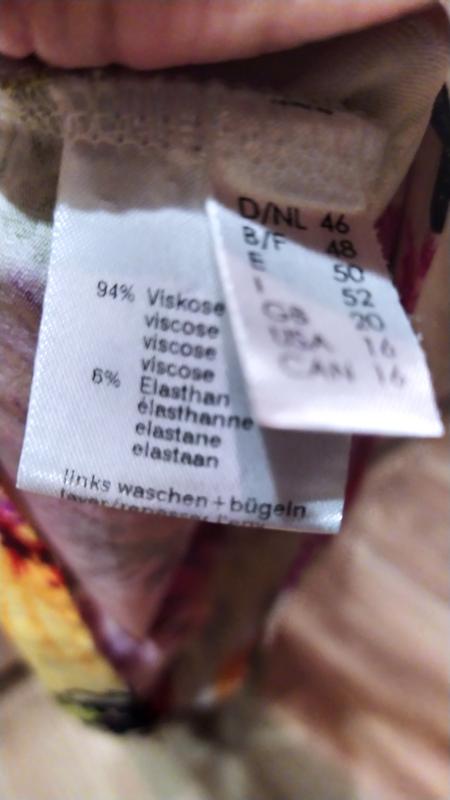 94% Viskose
viscose
viscose
viscose
6% Elasthan
élasthanne
elastane
elastaan
links waschen + bügeln
D/NL 46
B/F 48
E 50
I 52
GB 20
USA 16
CAN 16